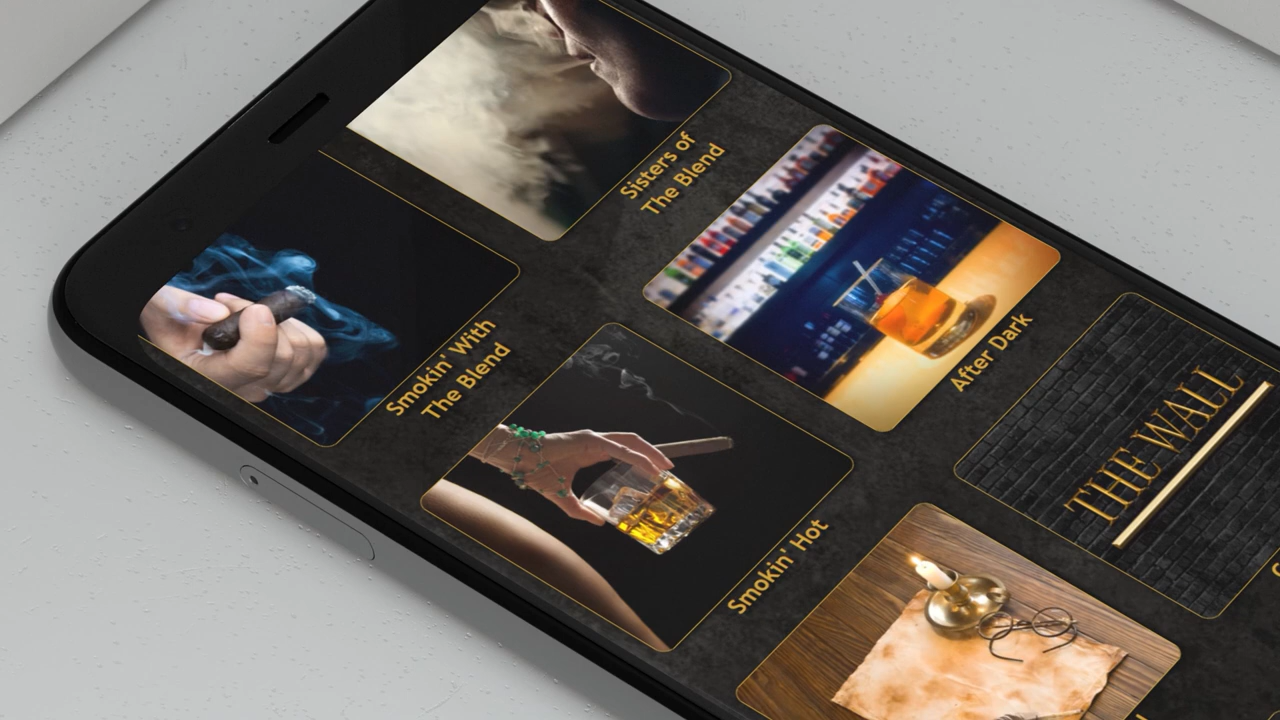 Sisters of
The Blend
Smokin' With
The Blend
After Dark
Smokin' Hot
THE WALL